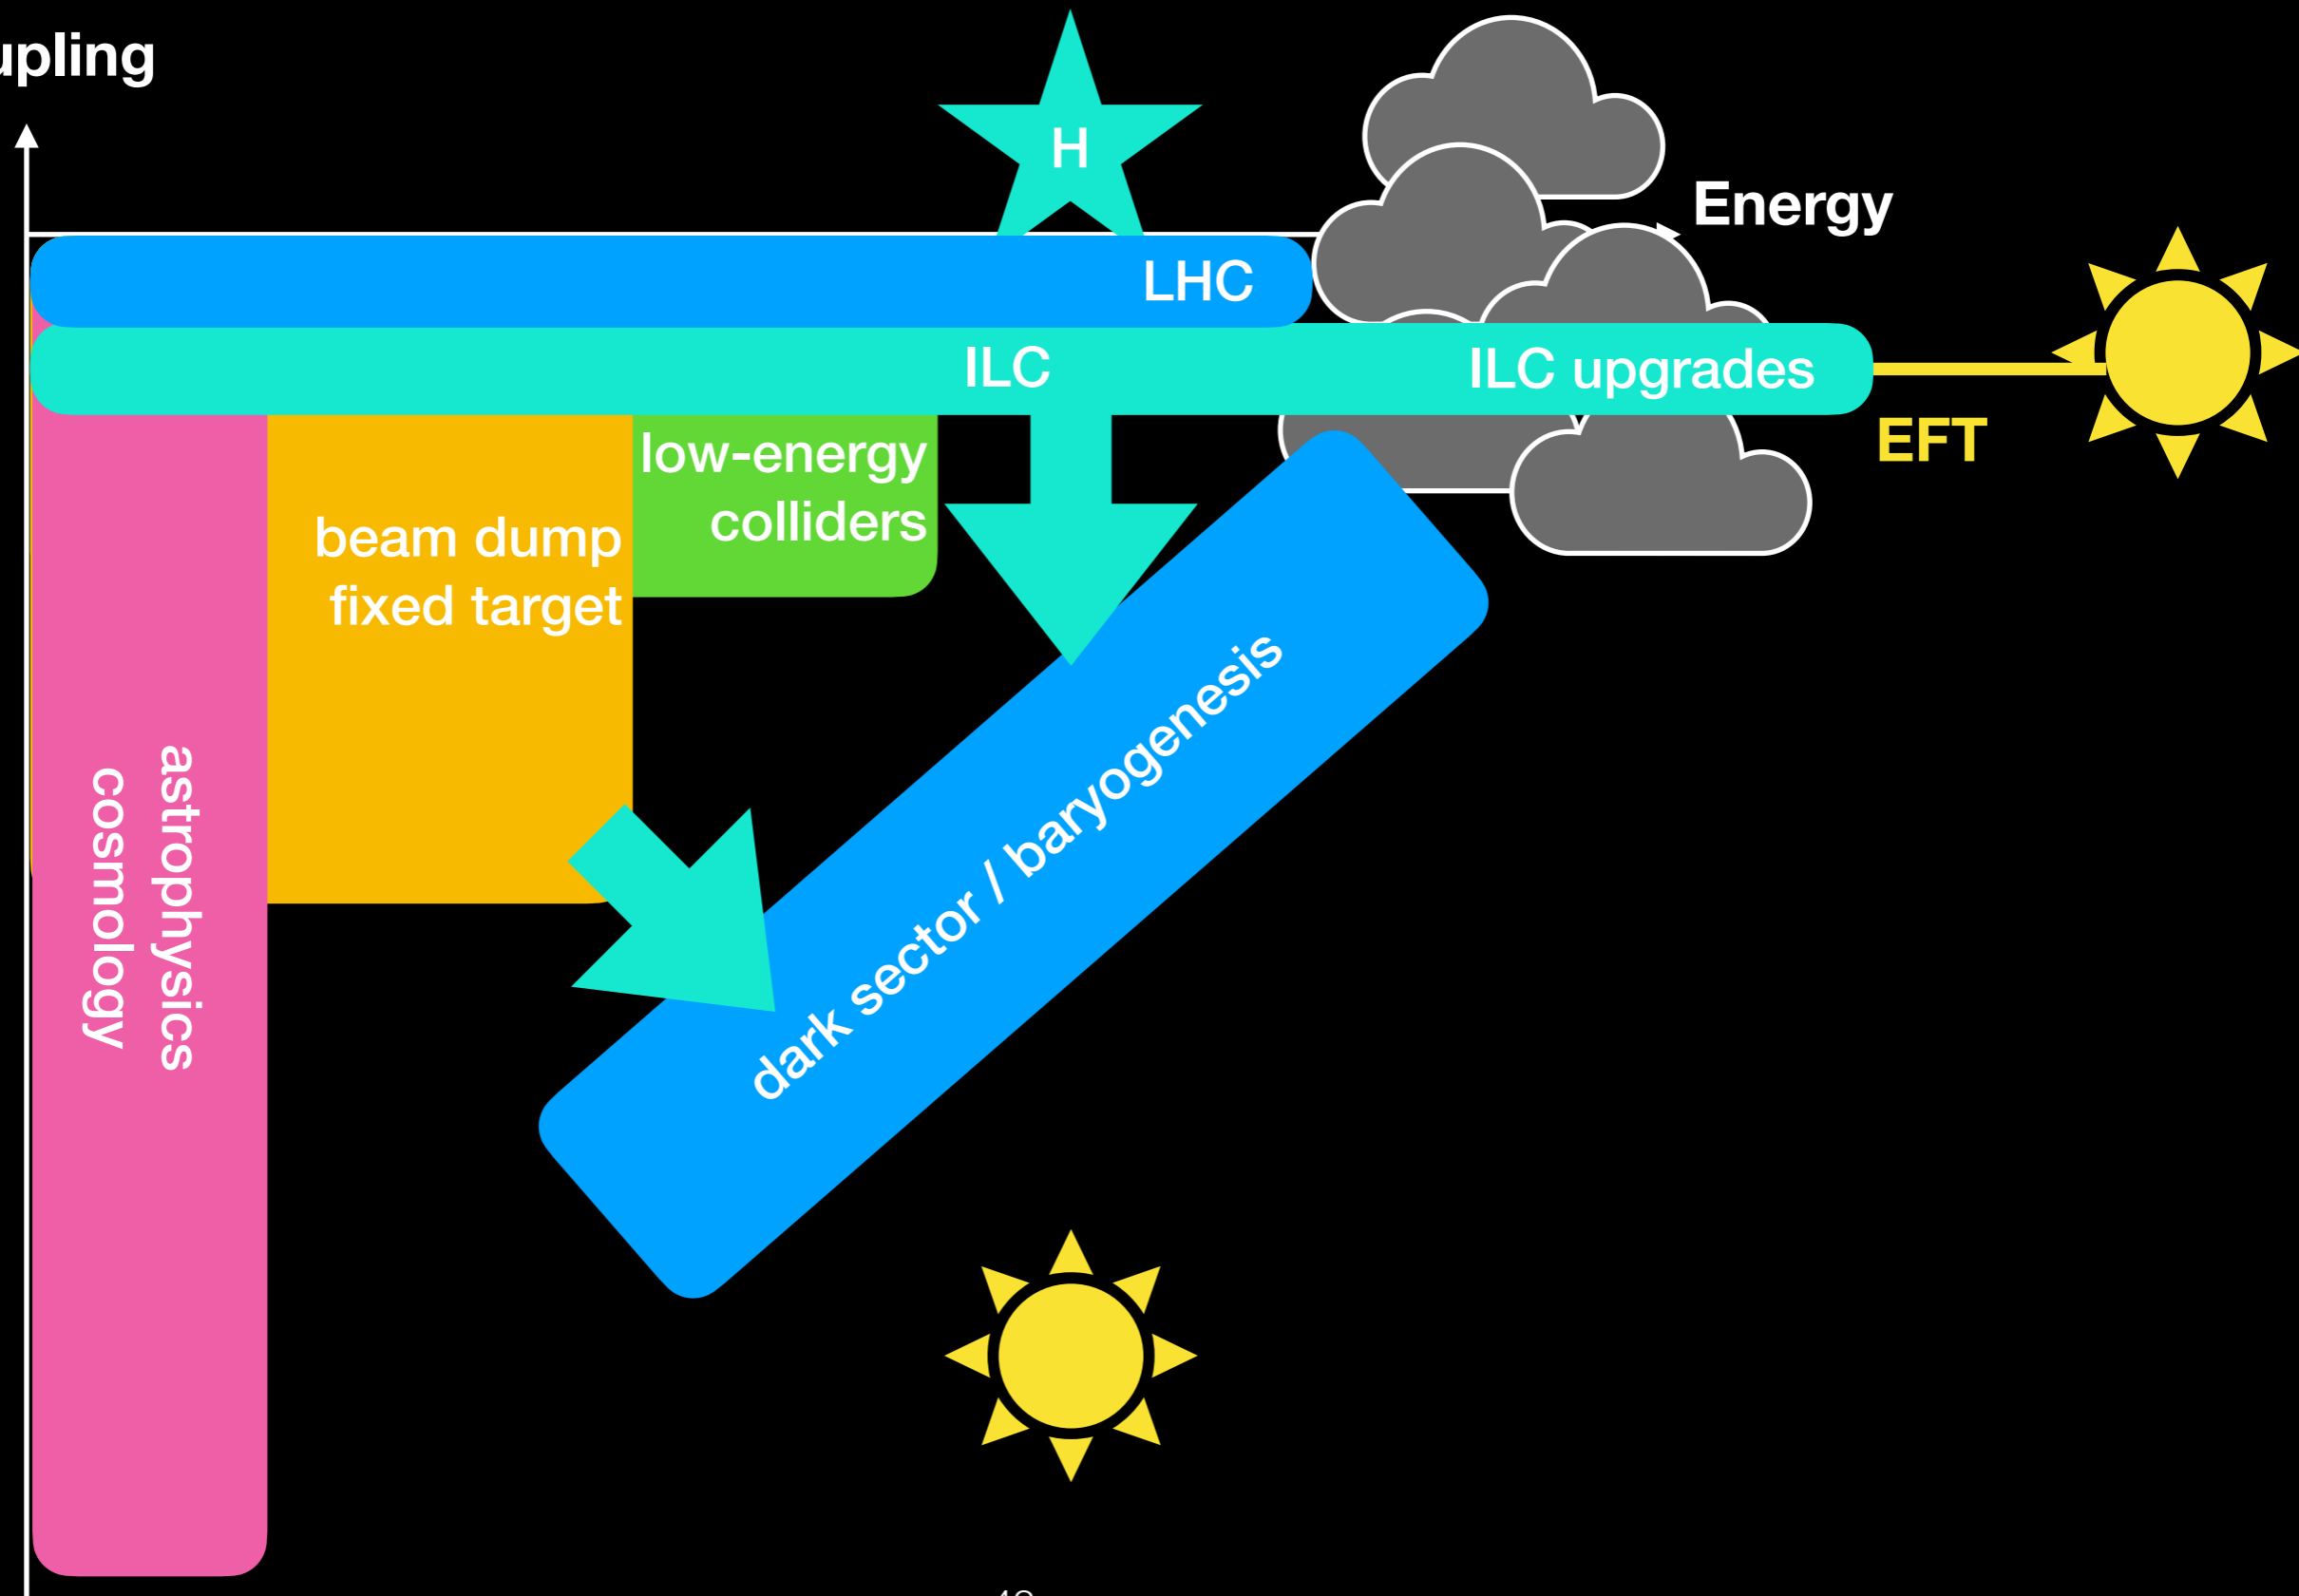 upling
H
Energy
LHC
ILC
ILC upgrades
EFT
low-energy
colliders
beam dump
fixed target
astrophysics
cosmology
dark sector / baryogenesis